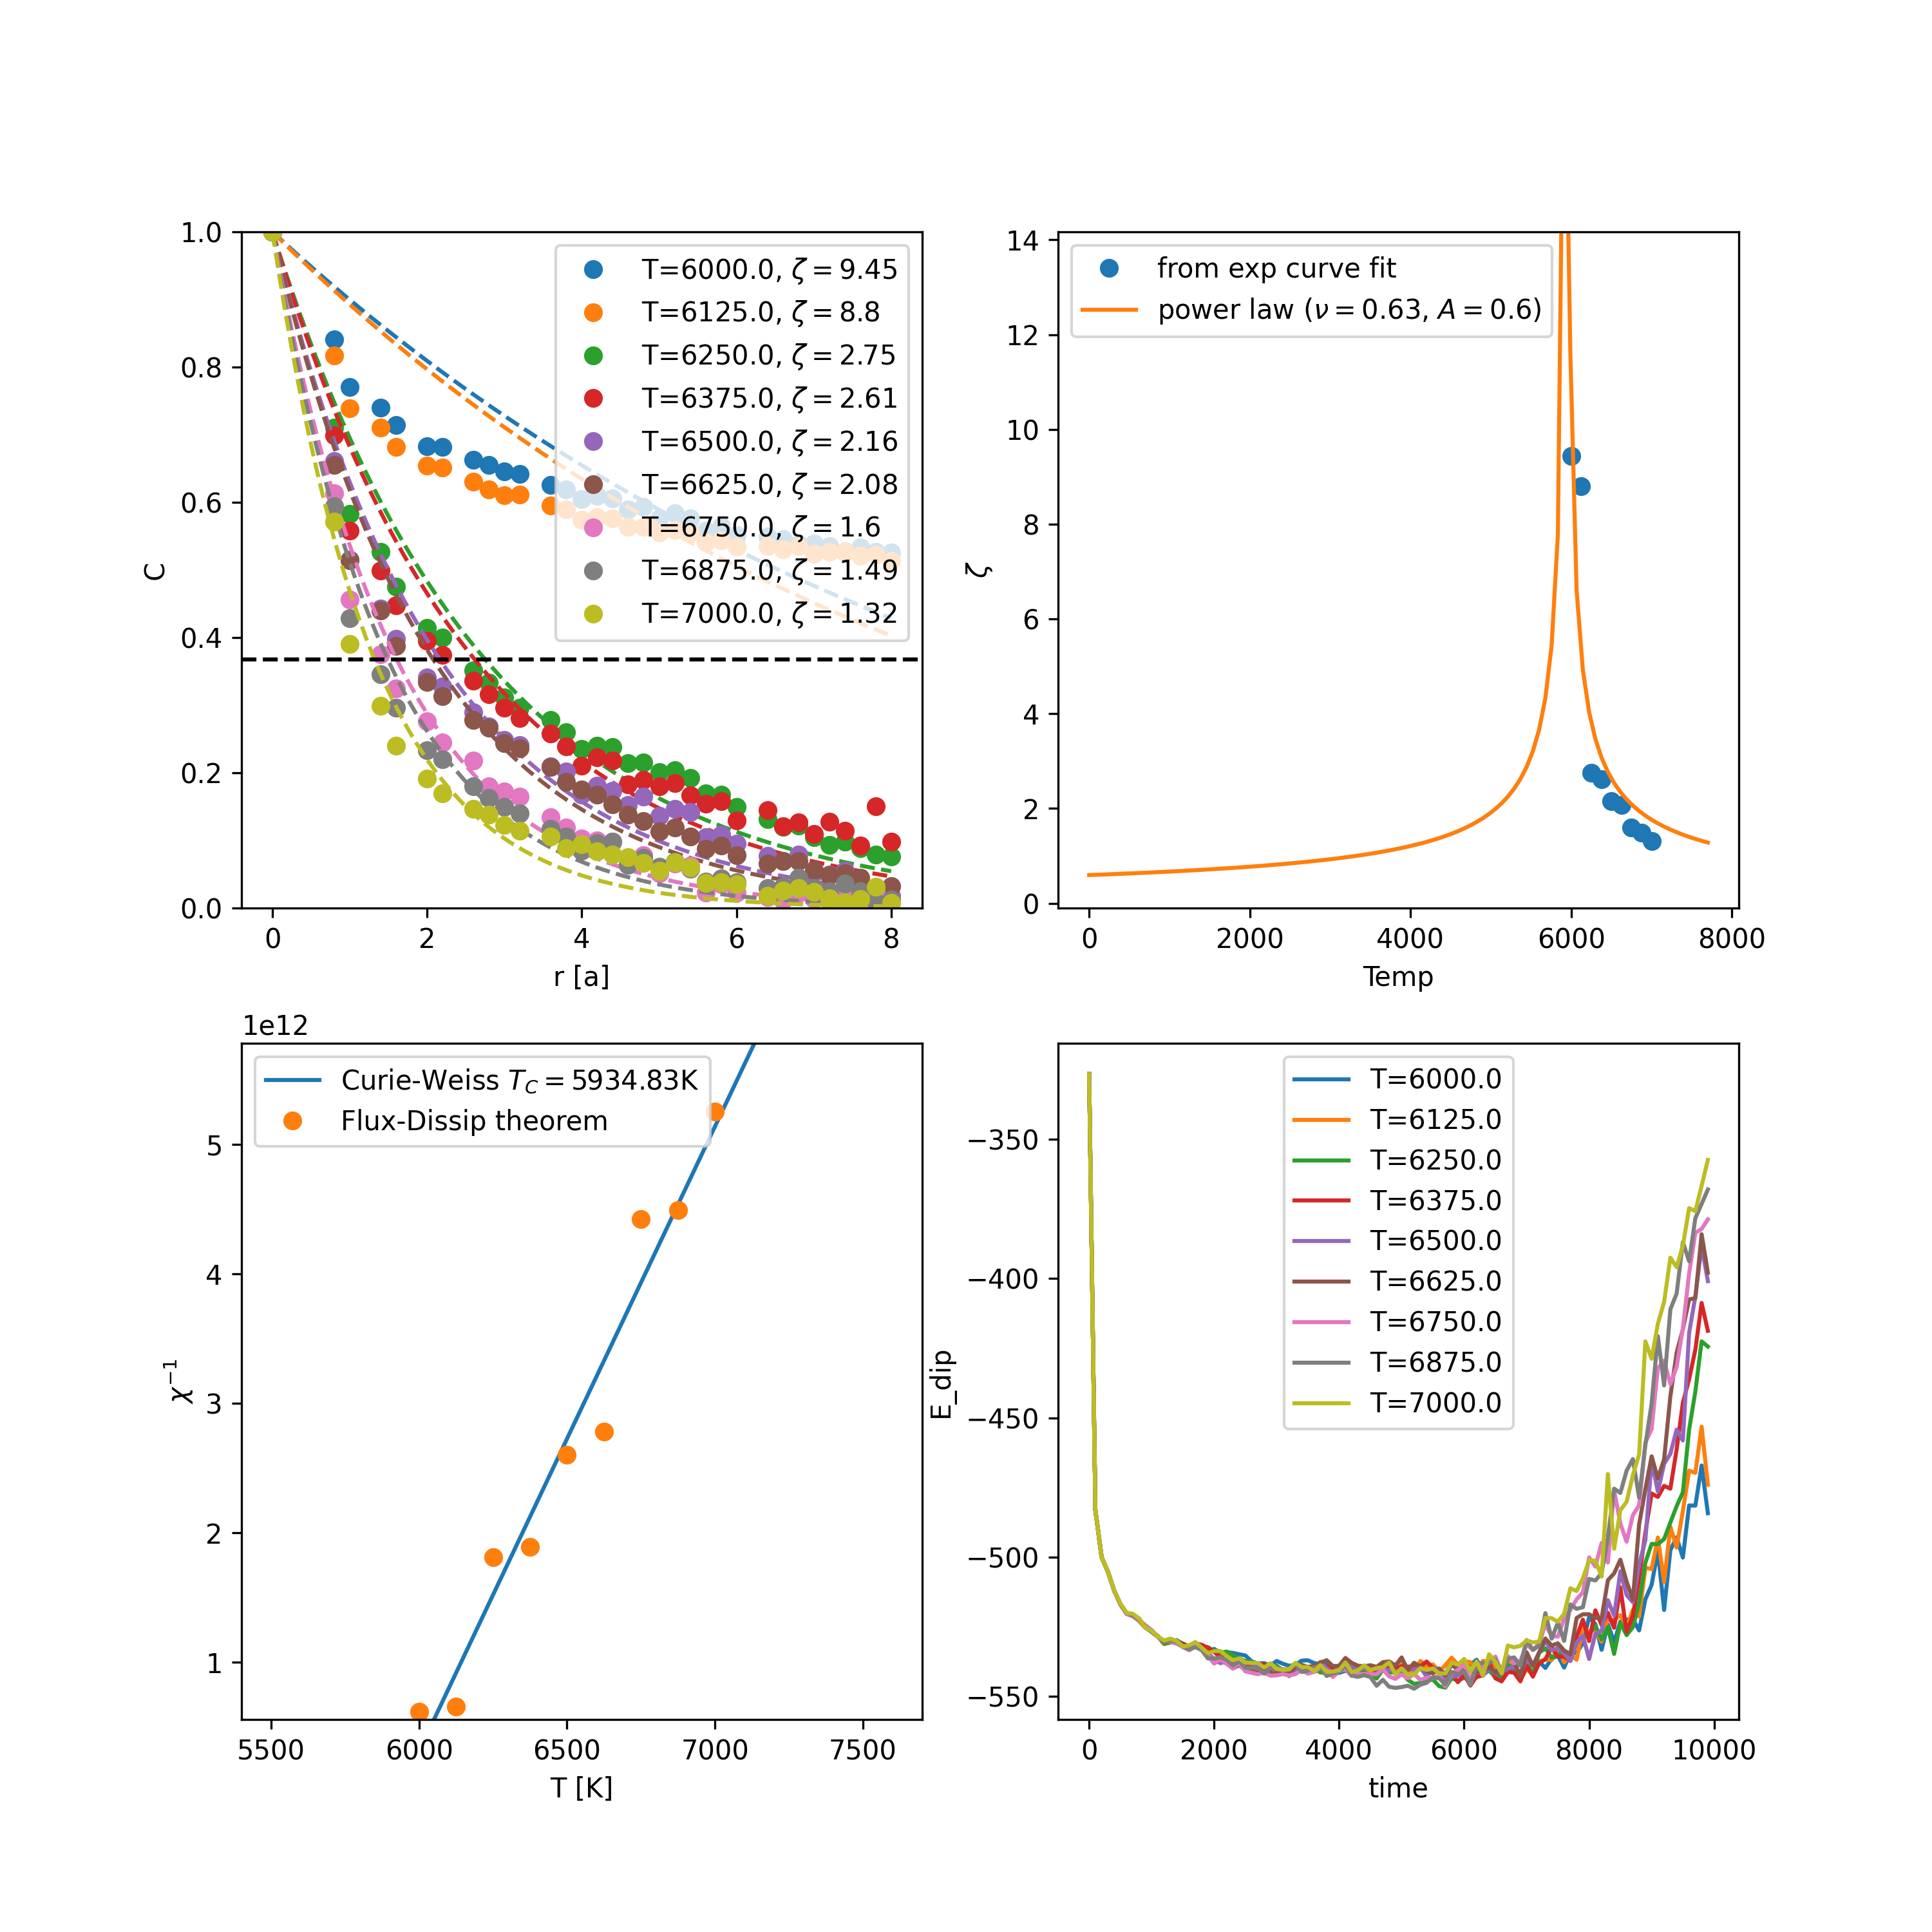 1.0
0.8
0.6
0.4
0.2
0.0
C
0
2
4
6
8
r [a]
T=6000.0, ζ = 9.45
T=6125.0, ζ = 8.8
T=6250.0, ζ = 2.75
T=6375.0, ζ = 2.61
T=6500.0, ζ = 2.16
T=6625.0, ζ = 2.08
T=6750.0, ζ = 1.6
T=6875.0, ζ = 1.49
T=7000.0, ζ = 1.32
14
12
10
8
6
4
2
0
ζ
0
2000
4000
6000
8000
Temp
from exp curve fit
power law (ν = 0.63, A = 0.6)
1e12
5
4
3
2
1
χ⁻¹
5500
6000
6500
7000
7500
T [K]
Curie-Weiss T_C = 5934.83K
Flux-Dissip theorem
−350
−400
−450
−500
−550
E_dip
0
2000
4000
6000
8000
10000
time
T=6000.0
T=6125.0
T=6250.0
T=6375.0
T=6500.0
T=6625.0
T=6750.0
T=6875.0
T=7000.0